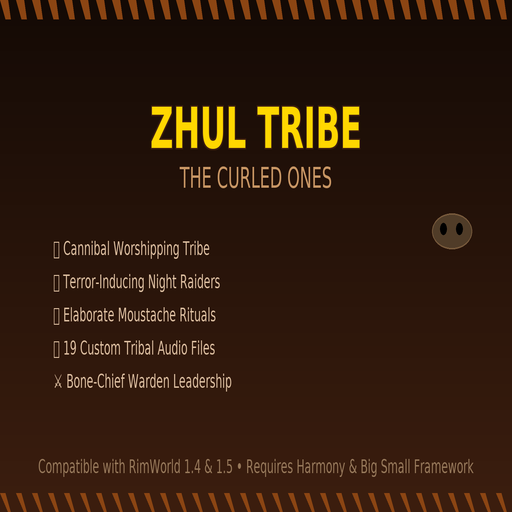 ZHUL TRIBE
THE CURLED ONES
▯ Cannibal Worshipping Tribe
▯ Terror-Inducing Night Raiders
▯ Elaborate Moustache Rituals
▯ 19 Custom Tribal Audio Files
⚔ Bone-Chief Warden Leadership
Compatible with RimWorld 1.4 & 1.5 • Requires Harmony & Big Small Framework